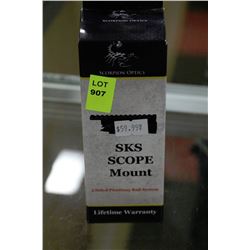 SCORPION OPTICS
LOT
907
$59.99
SKS
SCOPE
Mount
Lifetime Warranty